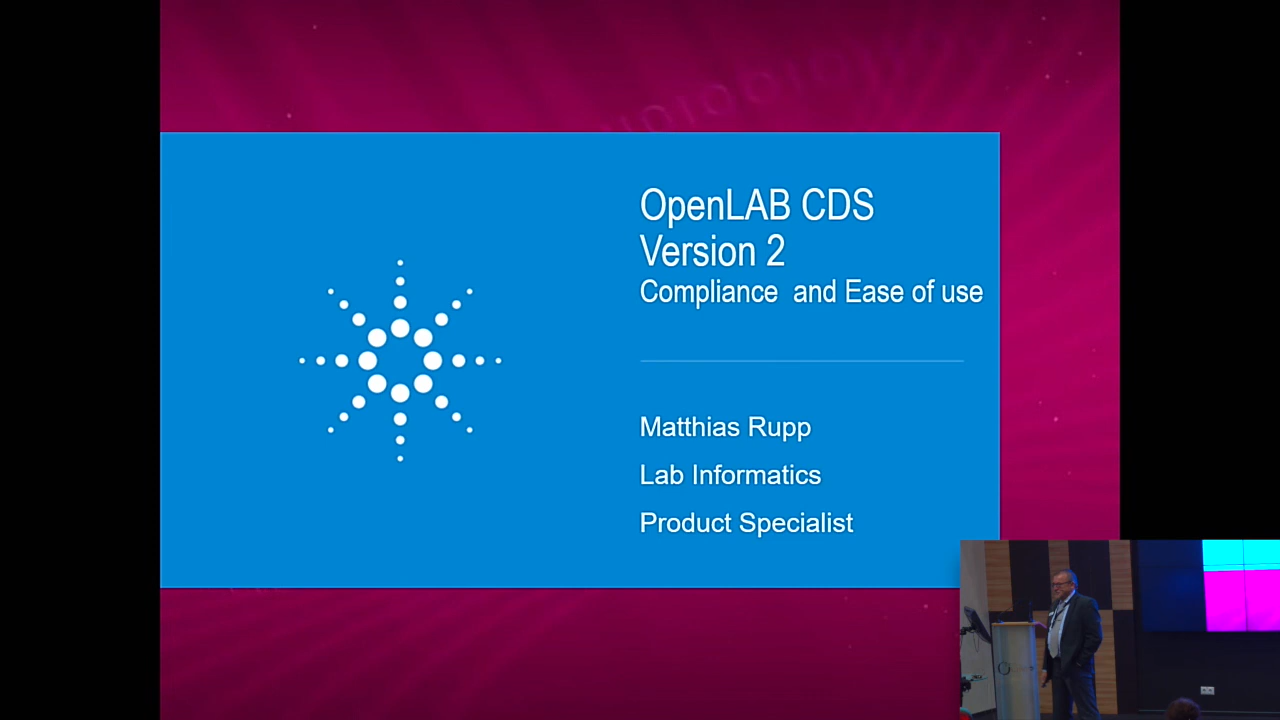 OpenLAB CDS
Version 2
Compliance  and Ease of use
Matthias Rupp
Lab Informatics
Product Specialist